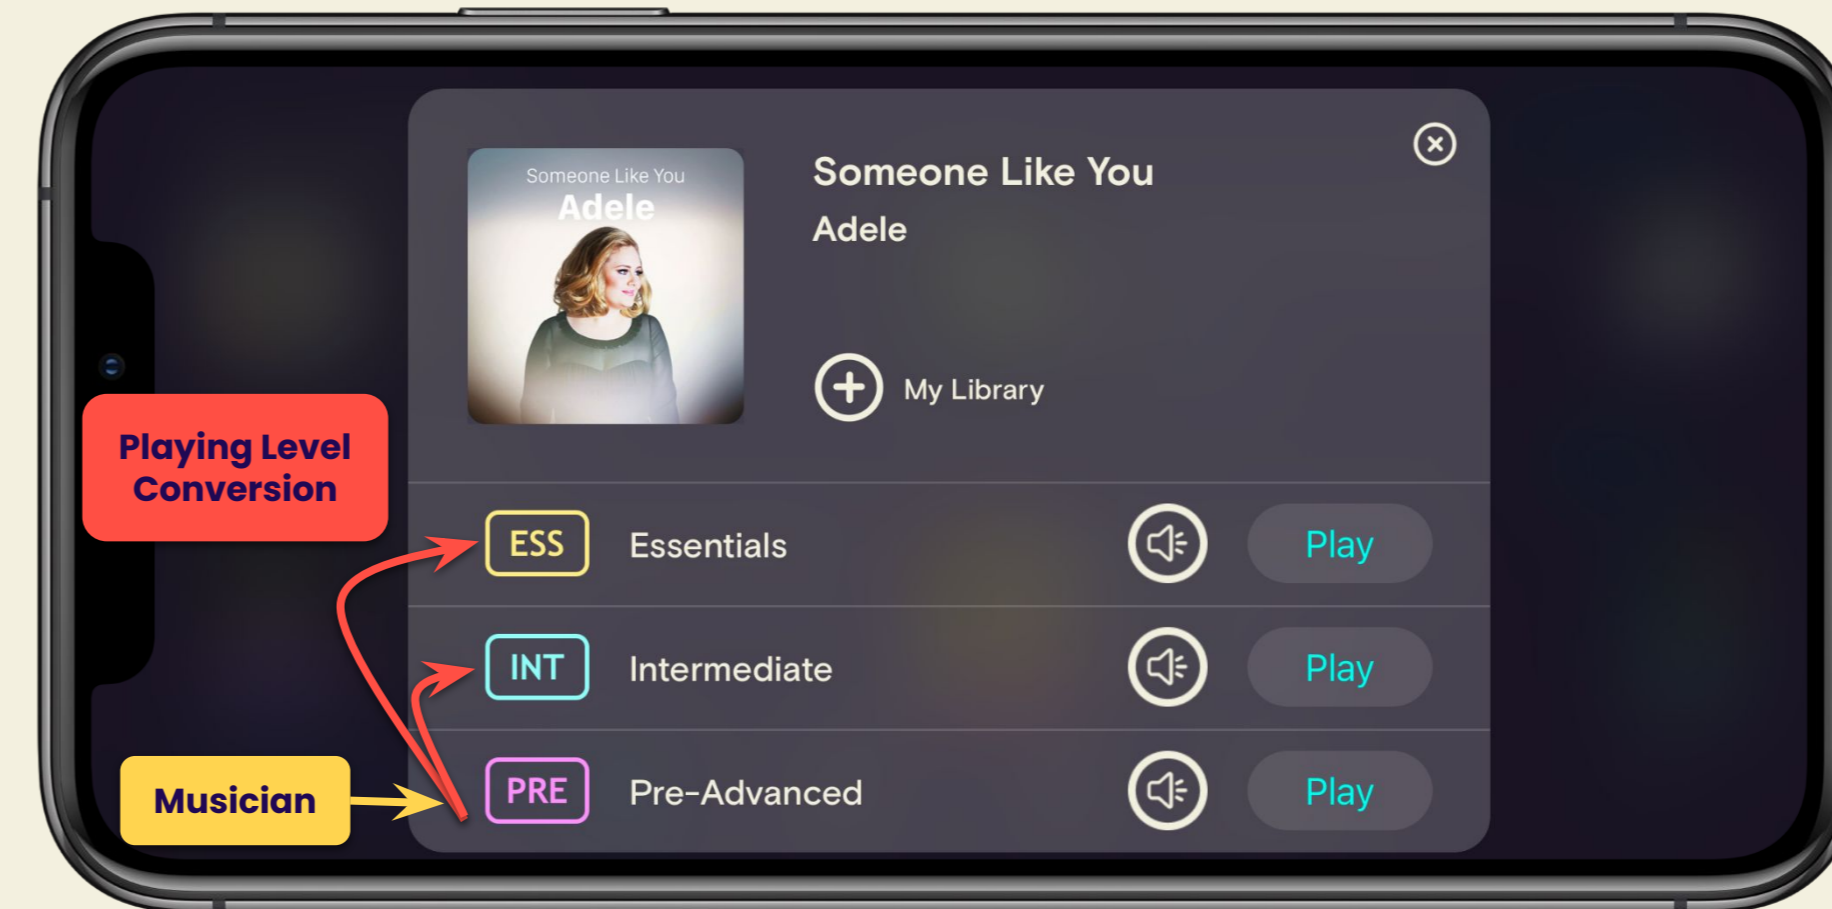 Someone Like You
Adele
Someone Like You
Adele
My Library
Playing Level
Conversion
ESS Essentials Play
INT Intermediate Play
Musician
PRE Pre-Advanced Play